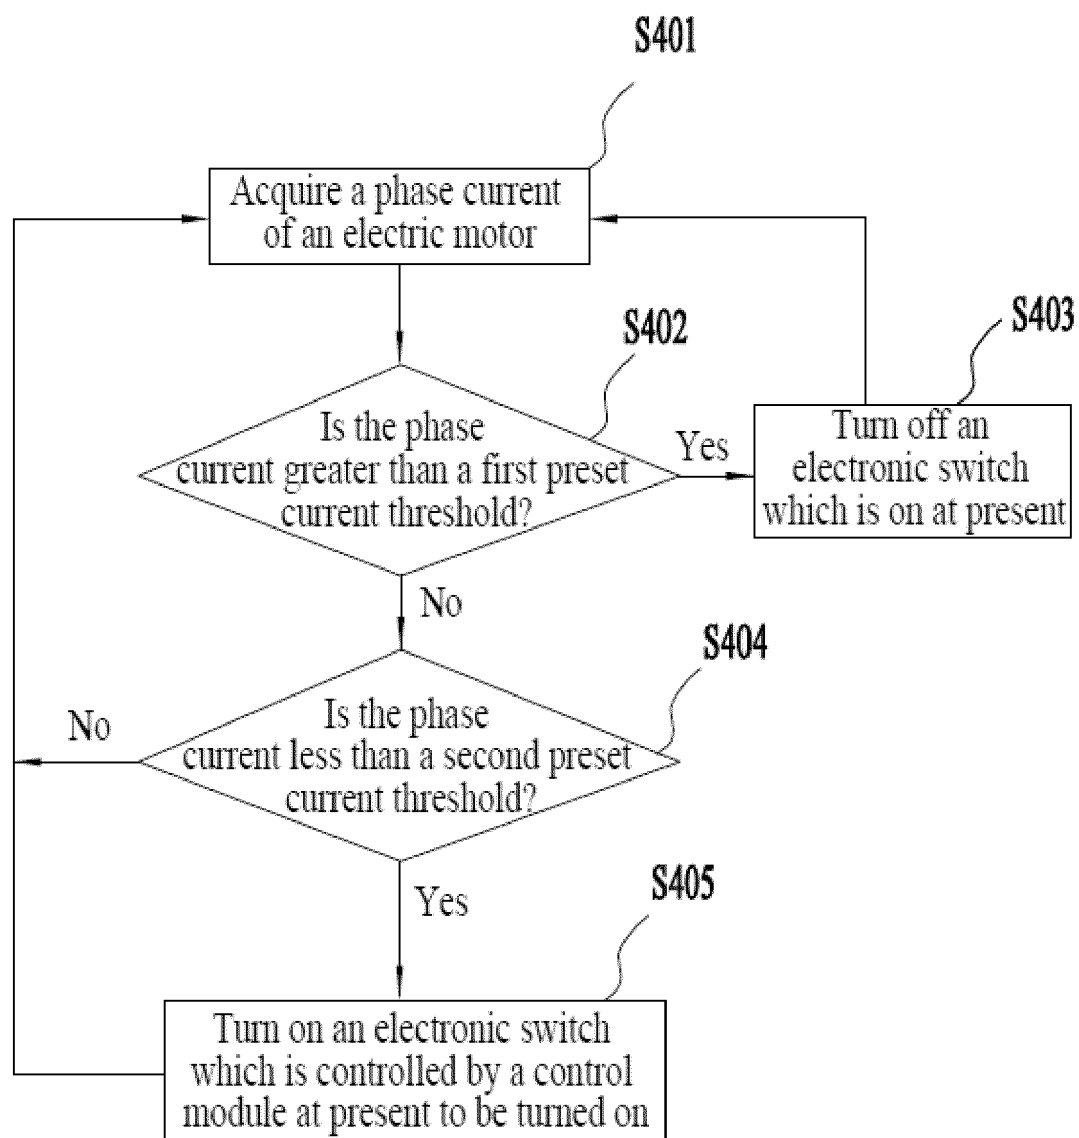 S401
Acquire a phase current
of an electric motor
S402
S403
Is the phase
current greater than a first preset
current threshold?
Yes
Turn off an
electronic switch
which is on at present
No
S404
Is the phase
current less than a second preset
current threshold?
No
Yes
S405
Turn on an electronic switch
which is controlled by a control
module at present to be turned on